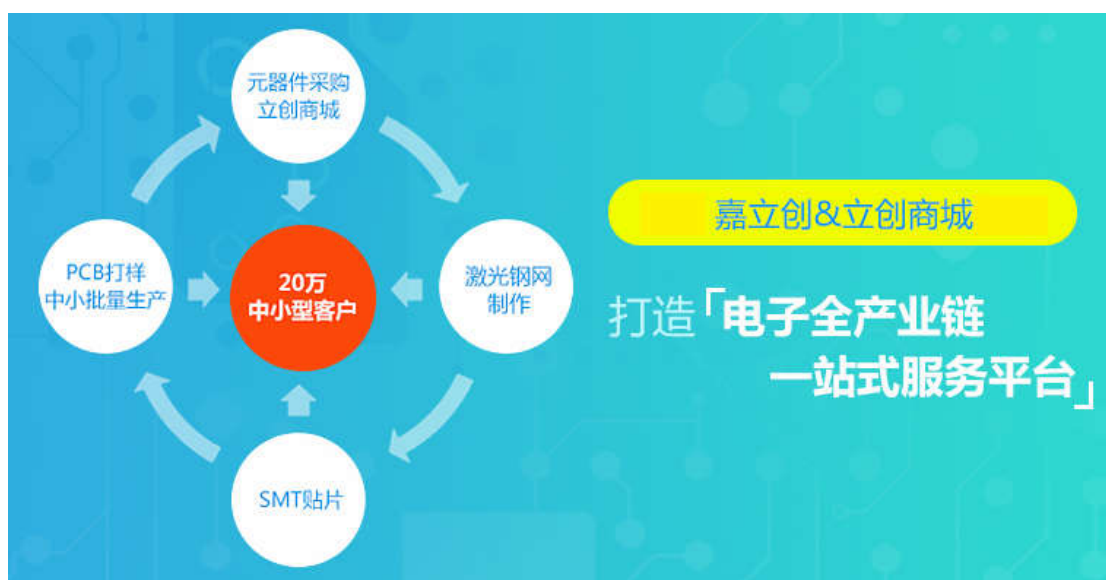 元器件采购
立创商城
PCB打样
中小批量生产
20万
中小型客户
激光钢网
制作
SMT贴片
嘉立创&立创商城
打造「电子全产业链
一站式服务平台」